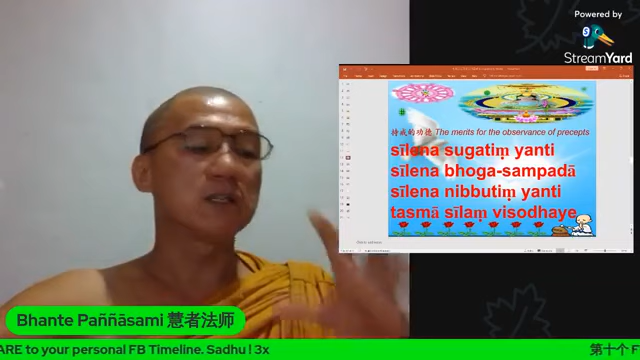 Powered by
StreamYard
持戒的功德 The merits for the observance of precepts
sīlena sugatiṃ yanti
sīlena bhoga-sampadā
sīlena nibbutiṃ yanti
tasmā sīlaṃ visodhaye
Bhante Paññāsami 慧者法师
ARE to your personal FB Timeline. Sadhu ! 3x
第十个 F